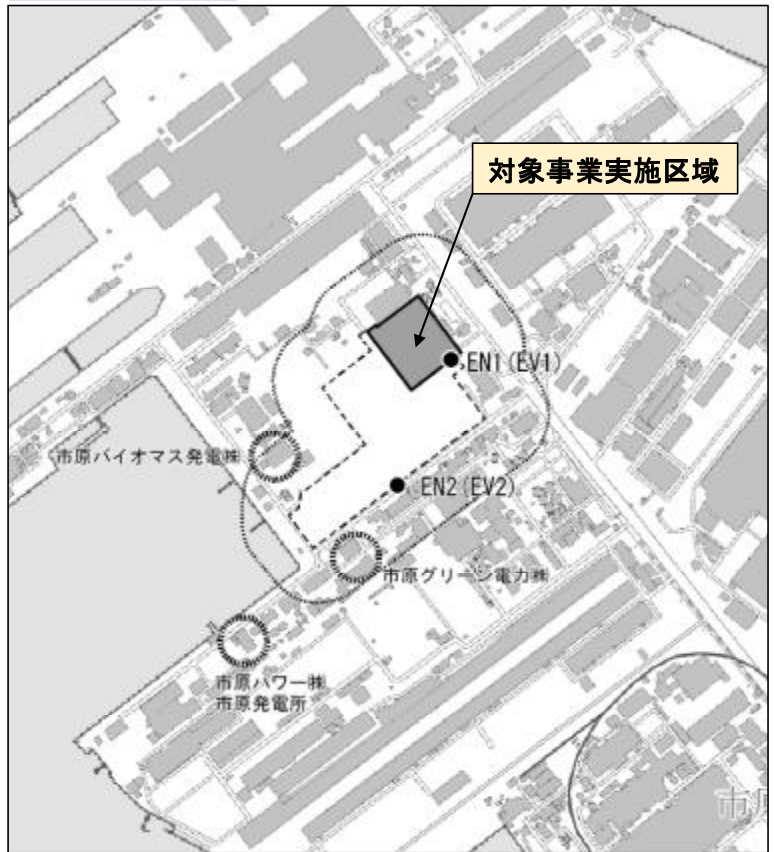 対象事業実施区域
EN1(EV1)
市原バイオマス発電㈱
EN2(EV2)
市原グリーン電力㈱
市原パワー㈱
市原発電所
市